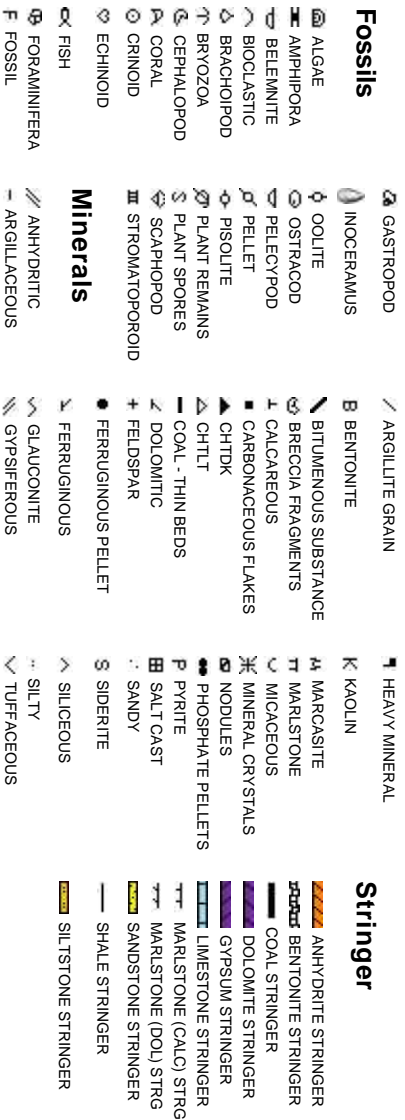 Fossils
ALGAE
AMPHIPORA
BELEMNITE
BIOCLASTIC
BRACHOIPOD
BRYOZOA
CEPHALOPOD
CORAL
CRINOID
ECHINOID
FISH
FORAMINIFERA
F FOSSIL
GASTROPOD
INOCERAMUS
OOLITE
OSTRACOD
PELECYPOD
PELLET
PISOLITE
PLANT REMAINS
PLANT SPORES
SCAPHOPOD
STROMATOPOROID
Minerals
ANHYDRITIC
ARGILLACEOUS
ARGILLITE GRAIN
B BENTONITE
BITUMENOUS SUBSTANCE
BRECCIA FRAGMENTS
CALCAREOUS
CARBONACEOUS FLAKES
CHTDK
CHTLT
COAL - THIN BEDS
DOLOMITIC
FELDSPAR
FERRUGINOUS PELLET
FERRUGINOUS
GLAUCONITE
GYPSIFEROUS
HEAVY MINERAL
K KAOLIN
MARCASITE
MARLSTONE
MICACEOUS
MINERAL CRYSTALS
NODULES
PHOSPHATE PELLETS
P PYRITE
SALT CAST
SANDY
S SIDERITE
SILICEOUS
SILTY
TUFFACEOUS
Stringer
ANHYDRITE STRINGER
BENTONITE STRINGER
COAL STRINGER
DOLOMITE STRINGER
GYPSUM STRINGER
LIMESTONE STRINGER
MARLSTONE (CALC) STRG
MARLSTONE (DOL) STRG
SANDSTONE STRINGER
SHALE STRINGER
SILTSTONE STRINGER